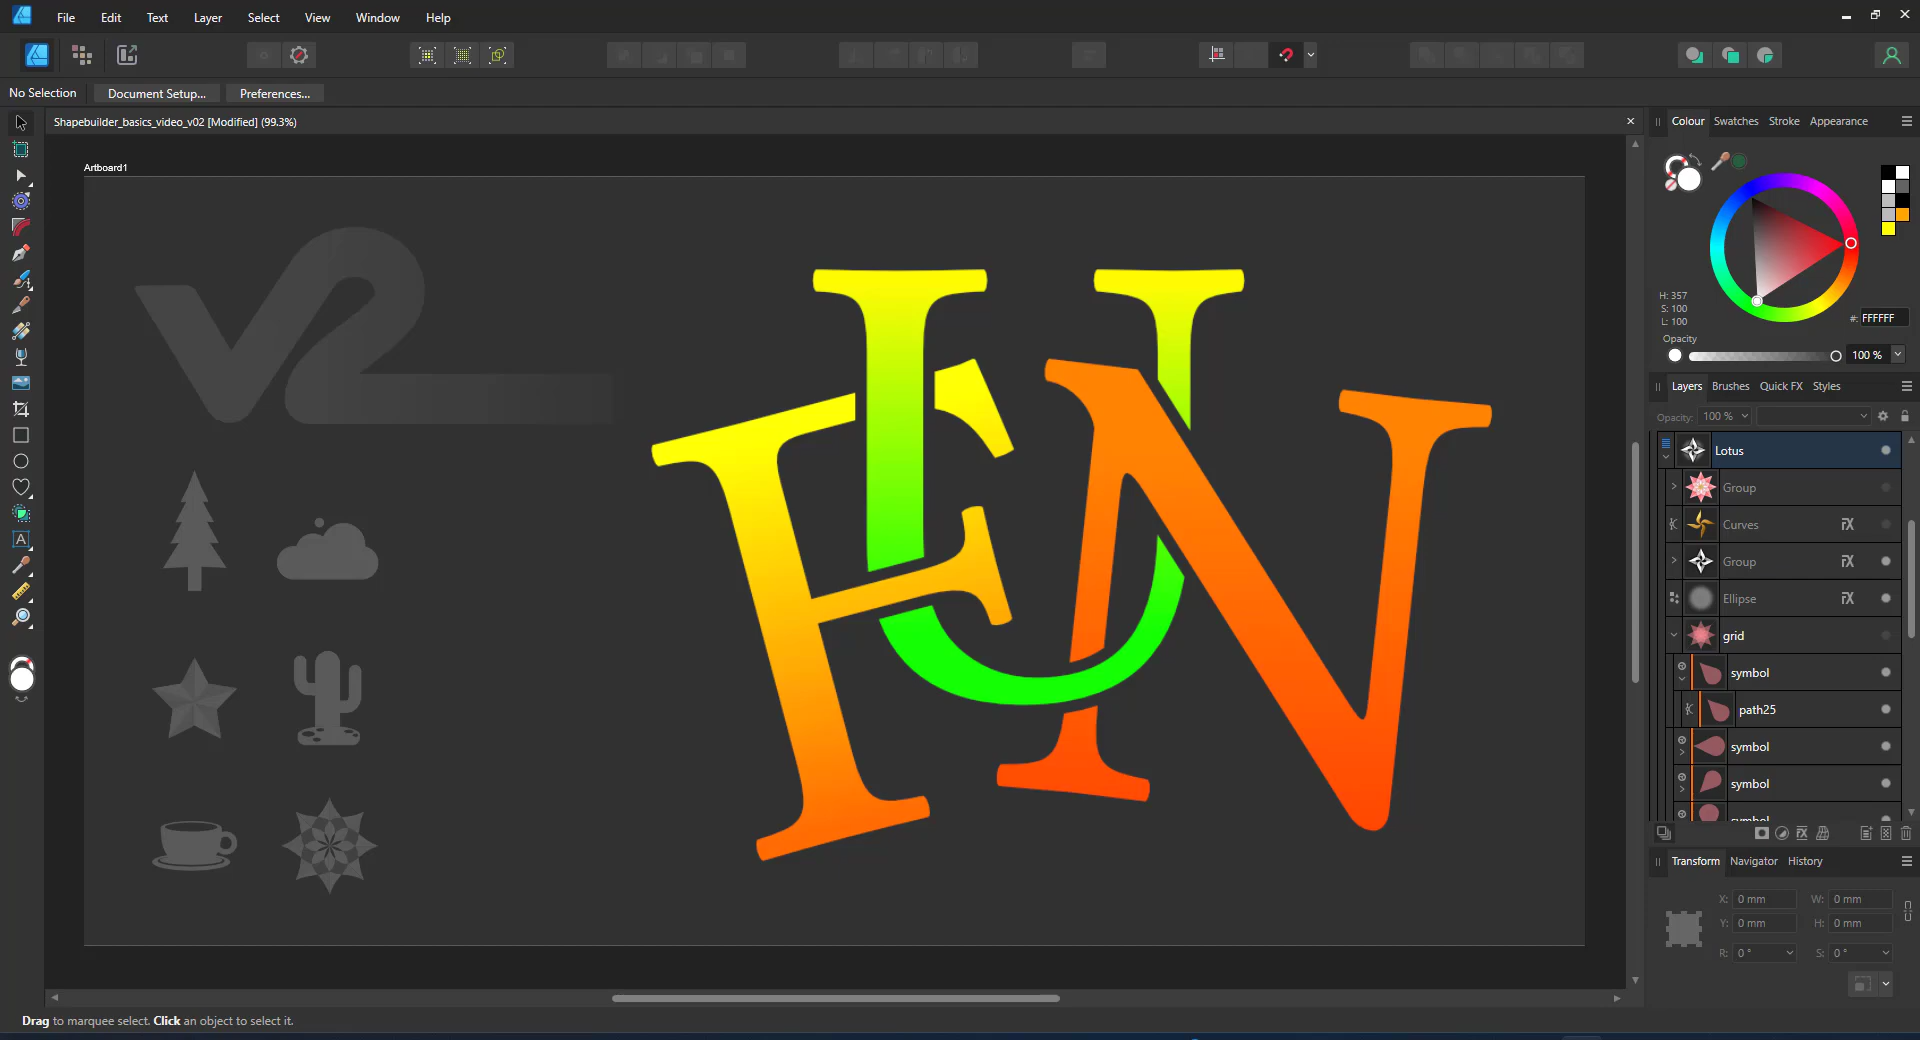 File Edit Text Layer Select View Window Help
No Selection Document Setup... Preferences...
Shapebuilder_basics_video_v02 [Modified] (99.3%)
Artboard1
V2
FUN
Colour Swatches Stroke Appearance
H: 357
S: 100
L: 100
#: FFFFFF
Opacity
100 %
Layers Brushes Quick FX Styles
Opacity: 100 %
Lotus
Group
Curves
Group
Ellipse
grid
symbol
path25
symbol
symbol
symbol
Transform Navigator History
X: 0 mm W: 0 mm
Y: 0 mm H: 0 mm
R: 0 ° S: 0 °
Drag to marquee select. Click an object to select it.